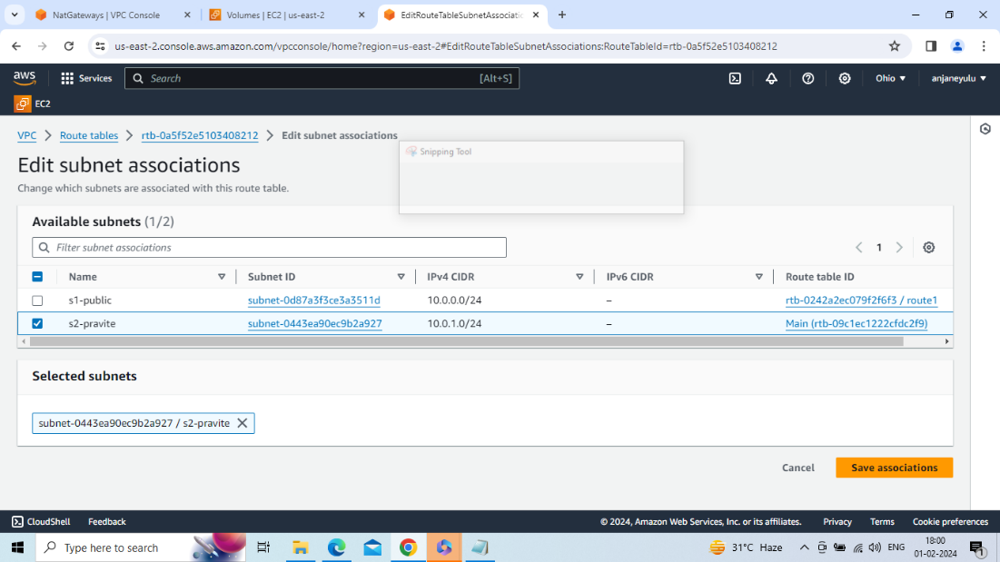 NatGateways | VPC Console
Volumes | EC2 | us-east-2
EditRouteTableSubnetAssociatio
us-east-2.console.aws.amazon.com/vpcconsole/home?region=us-east-2#EditRouteTableSubnetAssociations:RouteTableId=rtb-0a5f52e5103408212
aws Services Search [Alt+S] Ohio anjaneyulu
EC2
VPC Route tables rtb-0a5f52e5103408212 Edit subnet associations
Snipping Tool
Edit subnet associations
Change which subnets are associated with this route table.
Available subnets (1/2)
Filter subnet associations
1
Name Subnet ID IPv4 CIDR IPv6 CIDR Route table ID
s1-public subnet-0d87a3f3ce3a3511d 10.0.0.0/24 – rtb-0242a2ec079f2f6f3 / route1
s2-pravite subnet-0443ea90ec9b2a927 10.0.1.0/24 – Main (rtb-09c1ec1222cfdc2f9)
Selected subnets
subnet-0443ea90ec9b2a927 / s2-pravite
Cancel Save associations
CloudShell Feedback © 2024, Amazon Web Services, Inc. or its affiliates. Privacy Terms Cookie preferences
Type here to search 31°C Haze ENG 18:00
01-02-2024 1